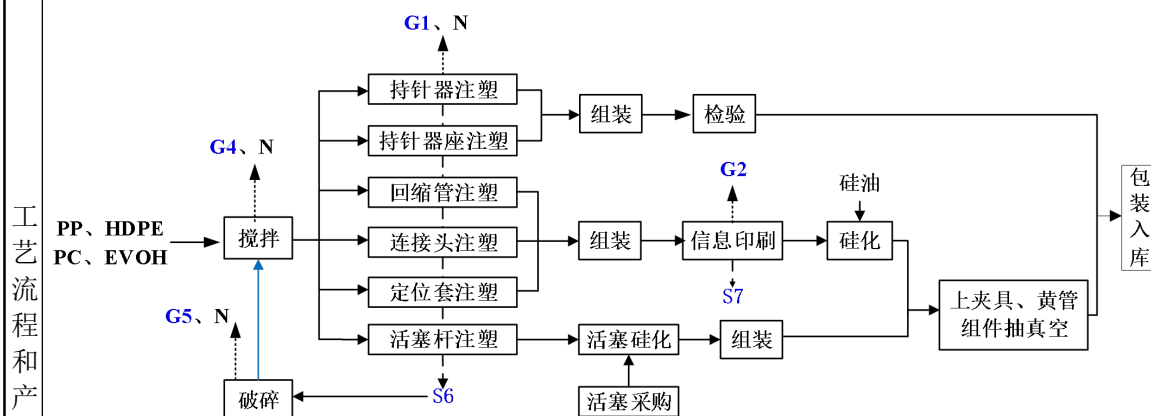 工艺流程和产
G1、N
持针器注塑
组装
检验
持针器座注塑
G4、N
G2
硅油
回缩管注塑
PP、HDPE
PC、EVOH
搅拌
连接头注塑
组装
信息印刷
硅化
包装入库
定位套注塑
S7
G5、N
上夹具、黄管
组件抽真空
活塞杆注塑
活塞硅化
组装
破碎
S6
活塞采购